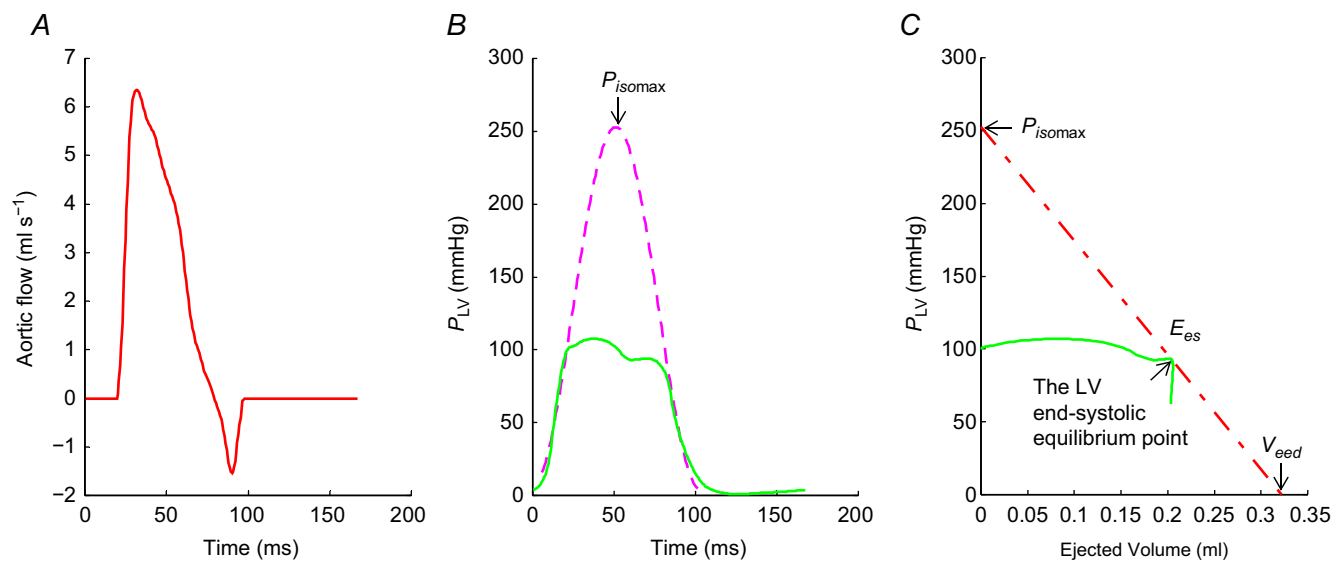 A
Aortic flow (ml s⁻¹)
7
6
5
4
3
2
1
0
−1
−2
0 50 100 150 200
Time (ms)
B
P_LV (mmHg)
300
250
200
150
100
50
0
P_isomax
0 50 100 150 200
Time (ms)
C
P_LV (mmHg)
300
250
200
150
100
50
0
P_isomax
E_es
The LV
end-systolic
equilibrium point
V_eed
0 0.05 0.1 0.15 0.2 0.25 0.3 0.35
Ejected Volume (ml)